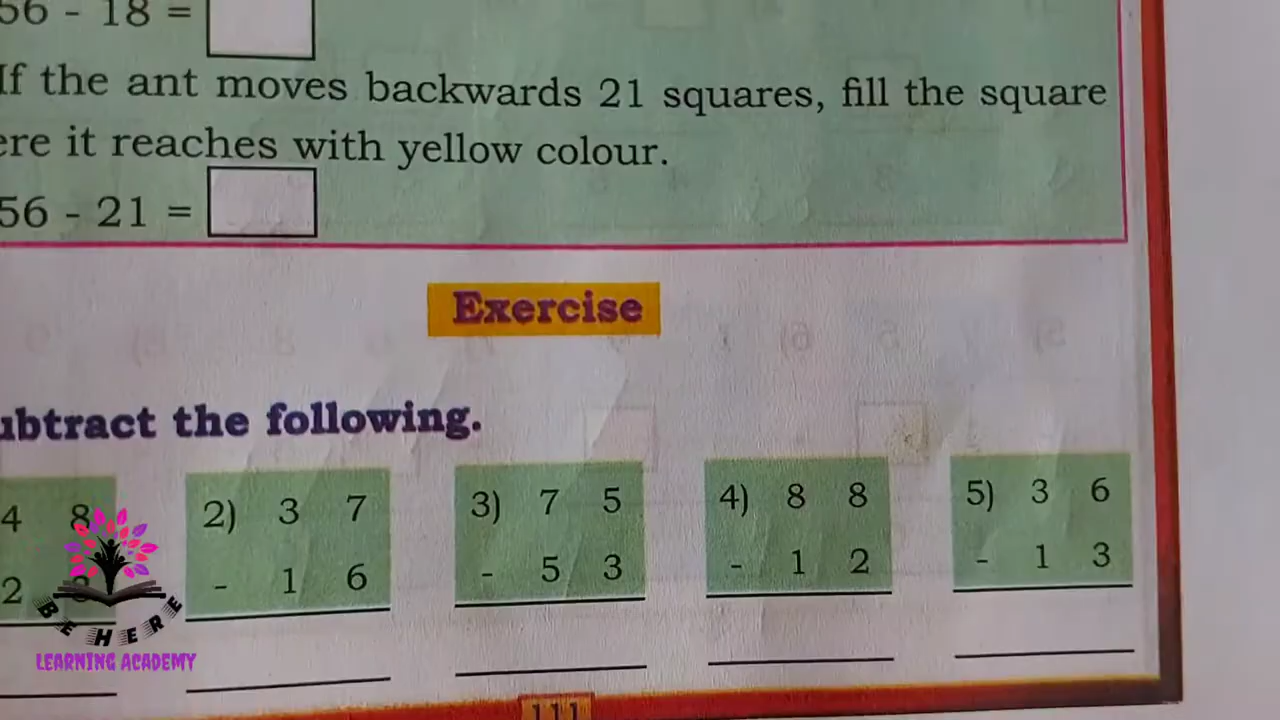 56 - 18 =
If the ant moves backwards 21 squares, fill the square
ere it reaches with yellow colour.
56 - 21 =
Exercise
ubtract the following.
4 8 2) 3 7 3) 7 5 4) 8 8 5) 3 6
2 - 1 6 - 5 3 - 1 2 - 1 3
BE HERE
LEARNING ACADEMY
111